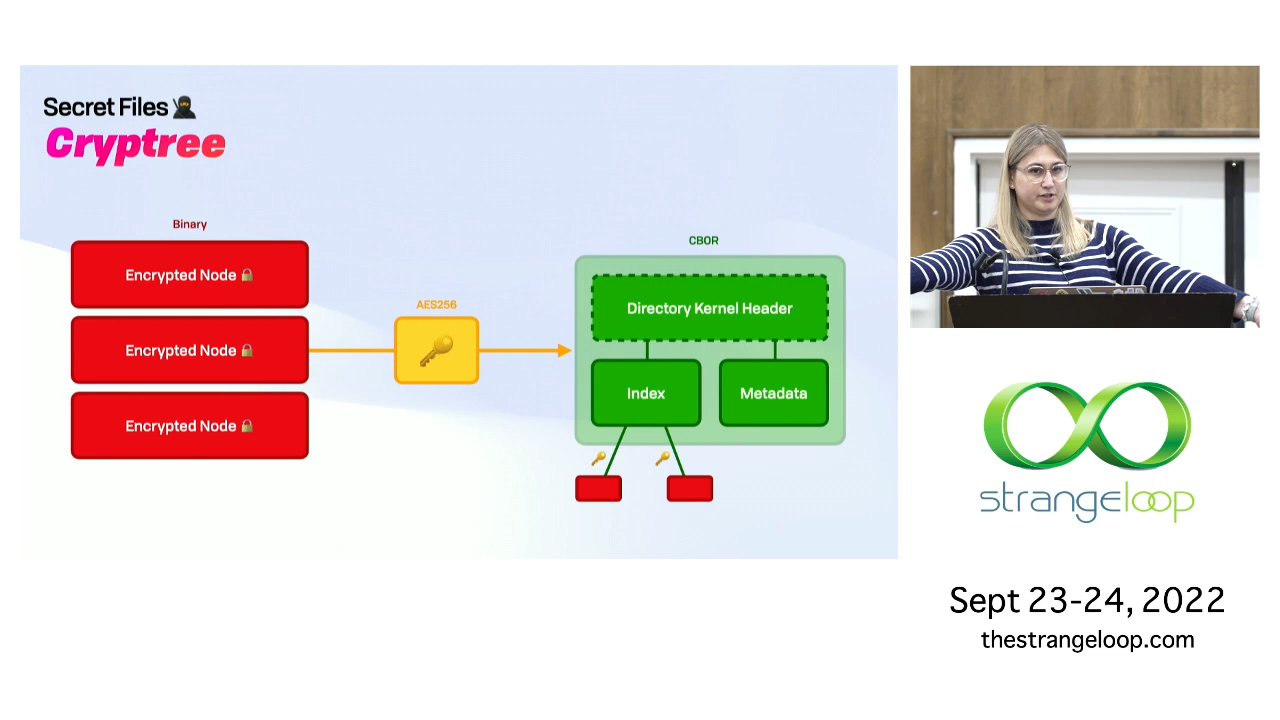 Secret Files
Cryptree
Binary
Encrypted Node
Encrypted Node
Encrypted Node
AES256
CBOR
Directory Kernel Header
Index
Metadata
strangeloop
Sept 23-24, 2022
thestrangeloop.com